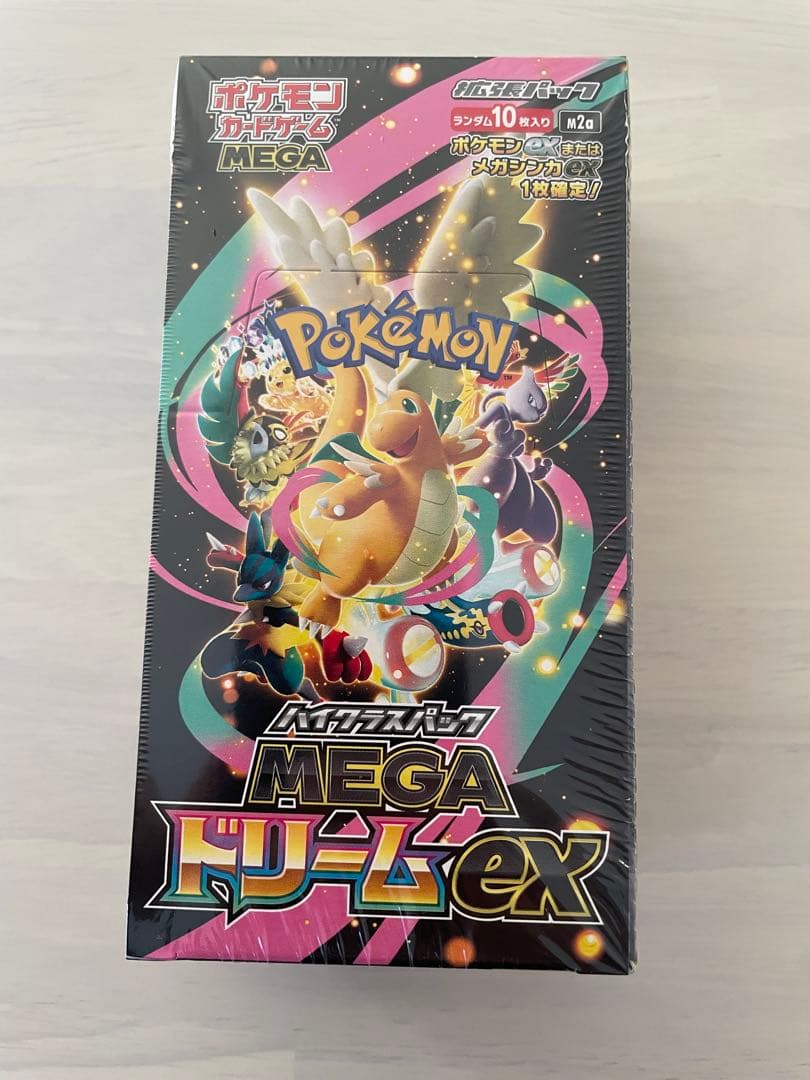 ポケモン
カードゲーム
MEGA
拡張パック
ランダム10枚入り M2a
ポケモンexまたは
メガシンカex
1枚確定!
POKéMON
ハイクラスパック
MEGA
ドリームex